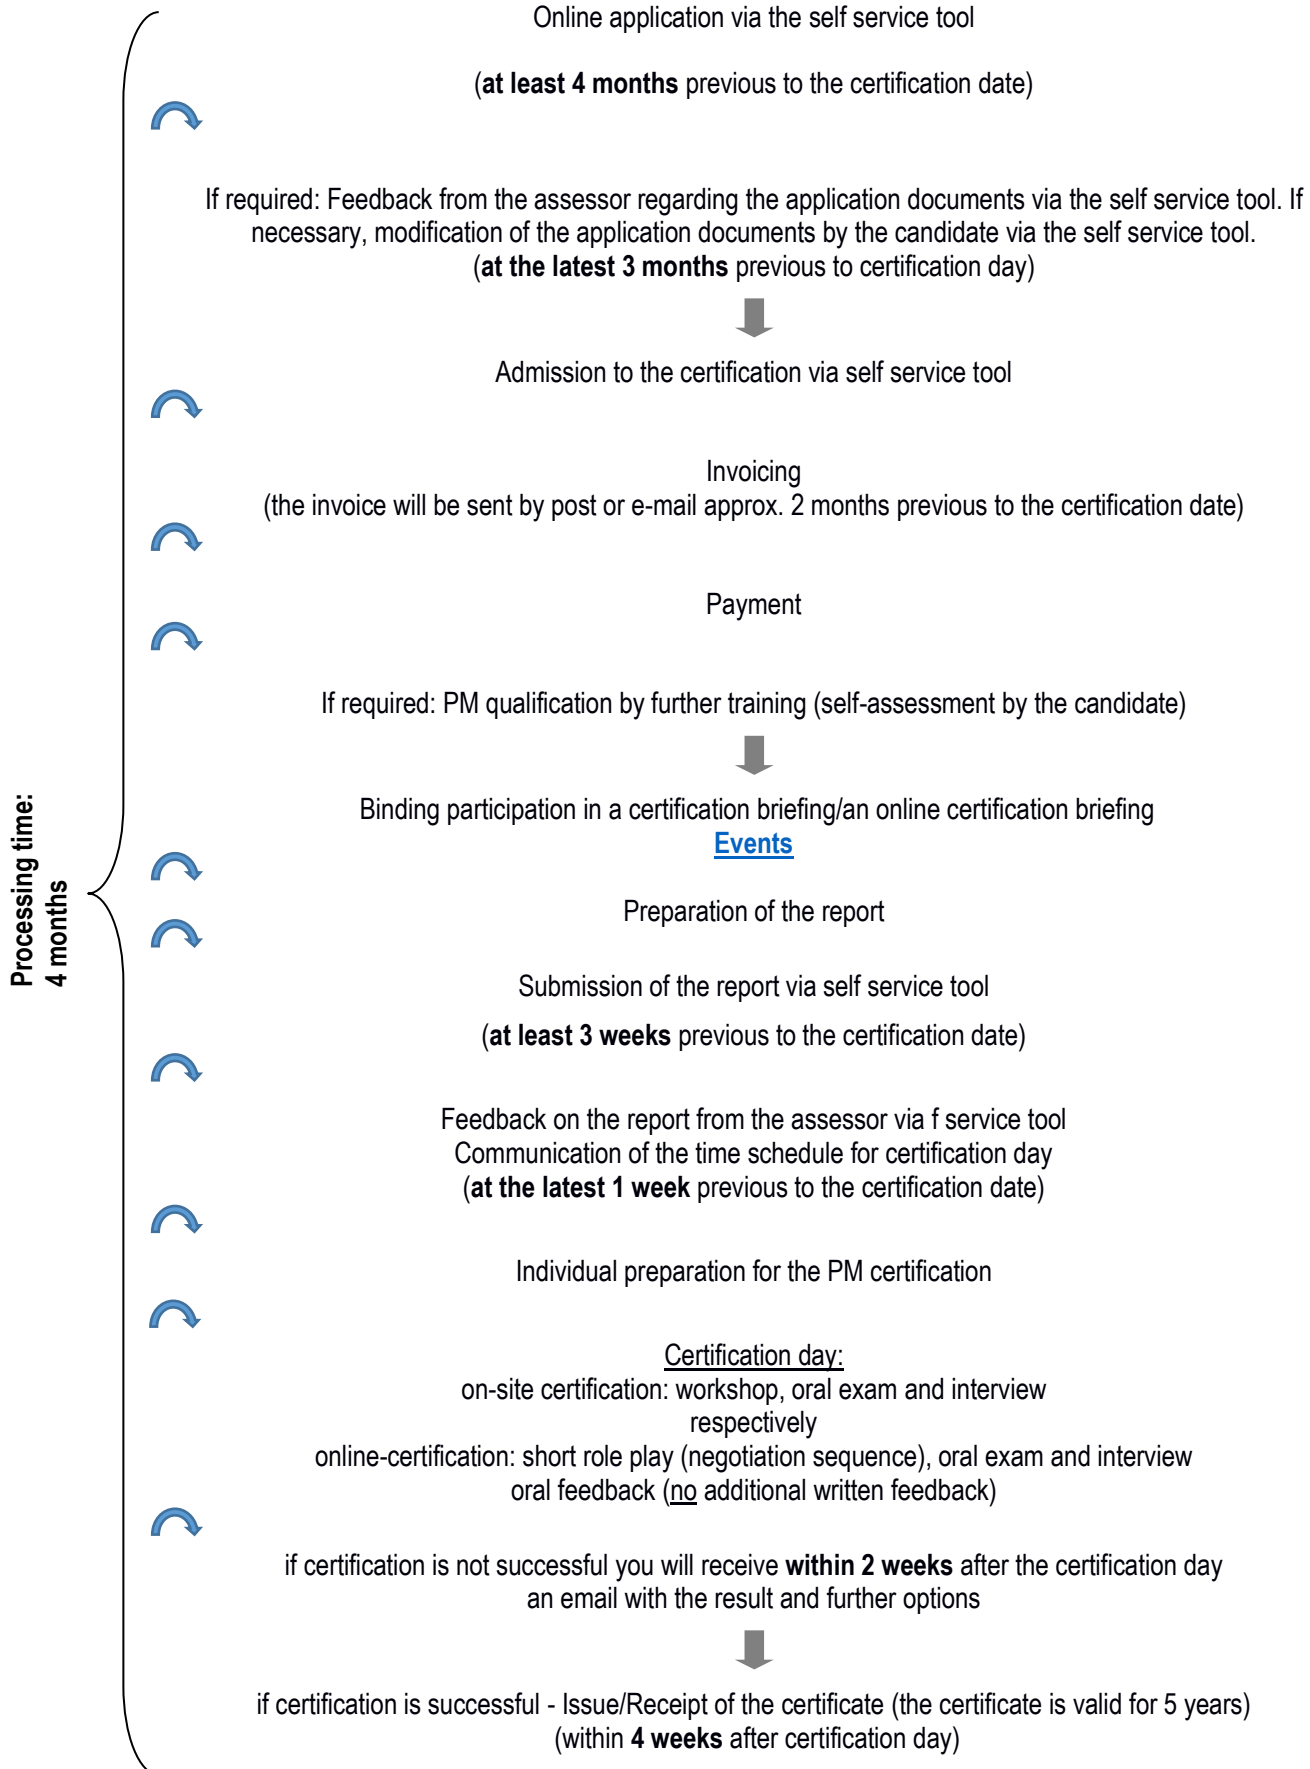 Online application via the self service tool
(at least 4 months previous to the certification date)
If required: Feedback from the assessor regarding the application documents via the self service tool. If
necessary, modification of the application documents by the candidate via the self service tool.
(at the latest 3 months previous to certification day)
Admission to the certification via self service tool
Invoicing
(the invoice will be sent by post or e-mail approx. 2 months previous to the certification date)
Payment
If required: PM qualification by further training (self-assessment by the candidate)
Binding participation in a certification briefing/an online certification briefing
Events
Processing time:
4 months
Preparation of the report
Submission of the report via self service tool
(at least 3 weeks previous to the certification date)
Feedback on the report from the assessor via f service tool
Communication of the time schedule for certification day
(at the latest 1 week previous to the certification date)
Individual preparation for the PM certification
Certification day:
on-site certification: workshop, oral exam and interview
respectively
online-certification: short role play (negotiation sequence), oral exam and interview
oral feedback (no additional written feedback)
if certification is not successful you will receive within 2 weeks after the certification day
an email with the result and further options
if certification is successful - Issue/Receipt of the certificate (the certificate is valid for 5 years)
(within 4 weeks after certification day)